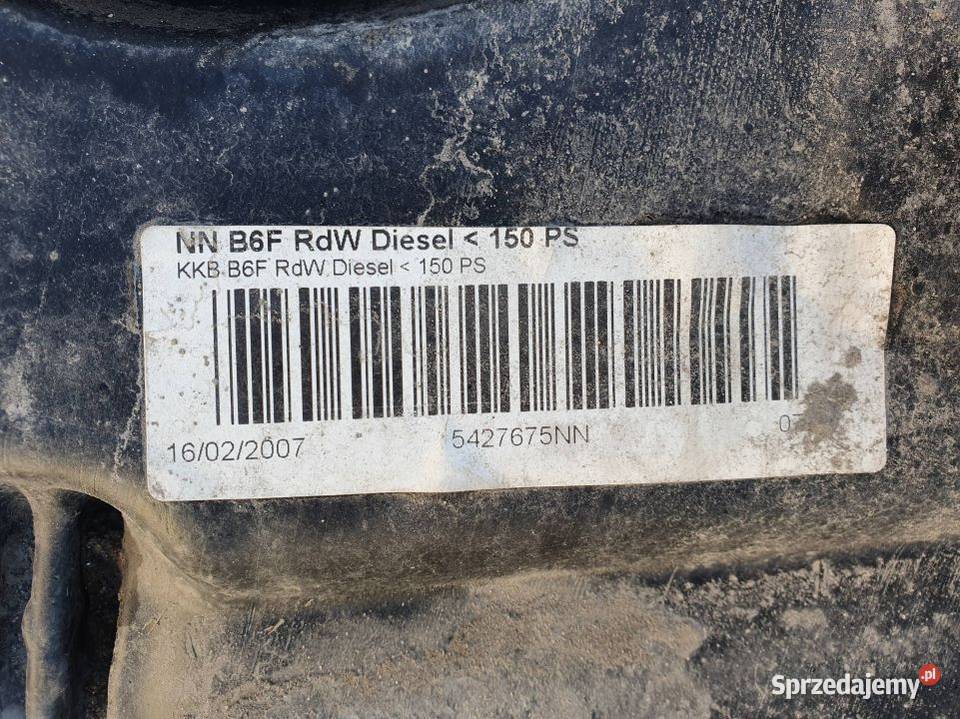 NN B6F RdW Diesel < 150 PS
KKB B6F RdW Diesel < 150 PS
16/02/2007 5427675NN
Sprzedajemy.pl